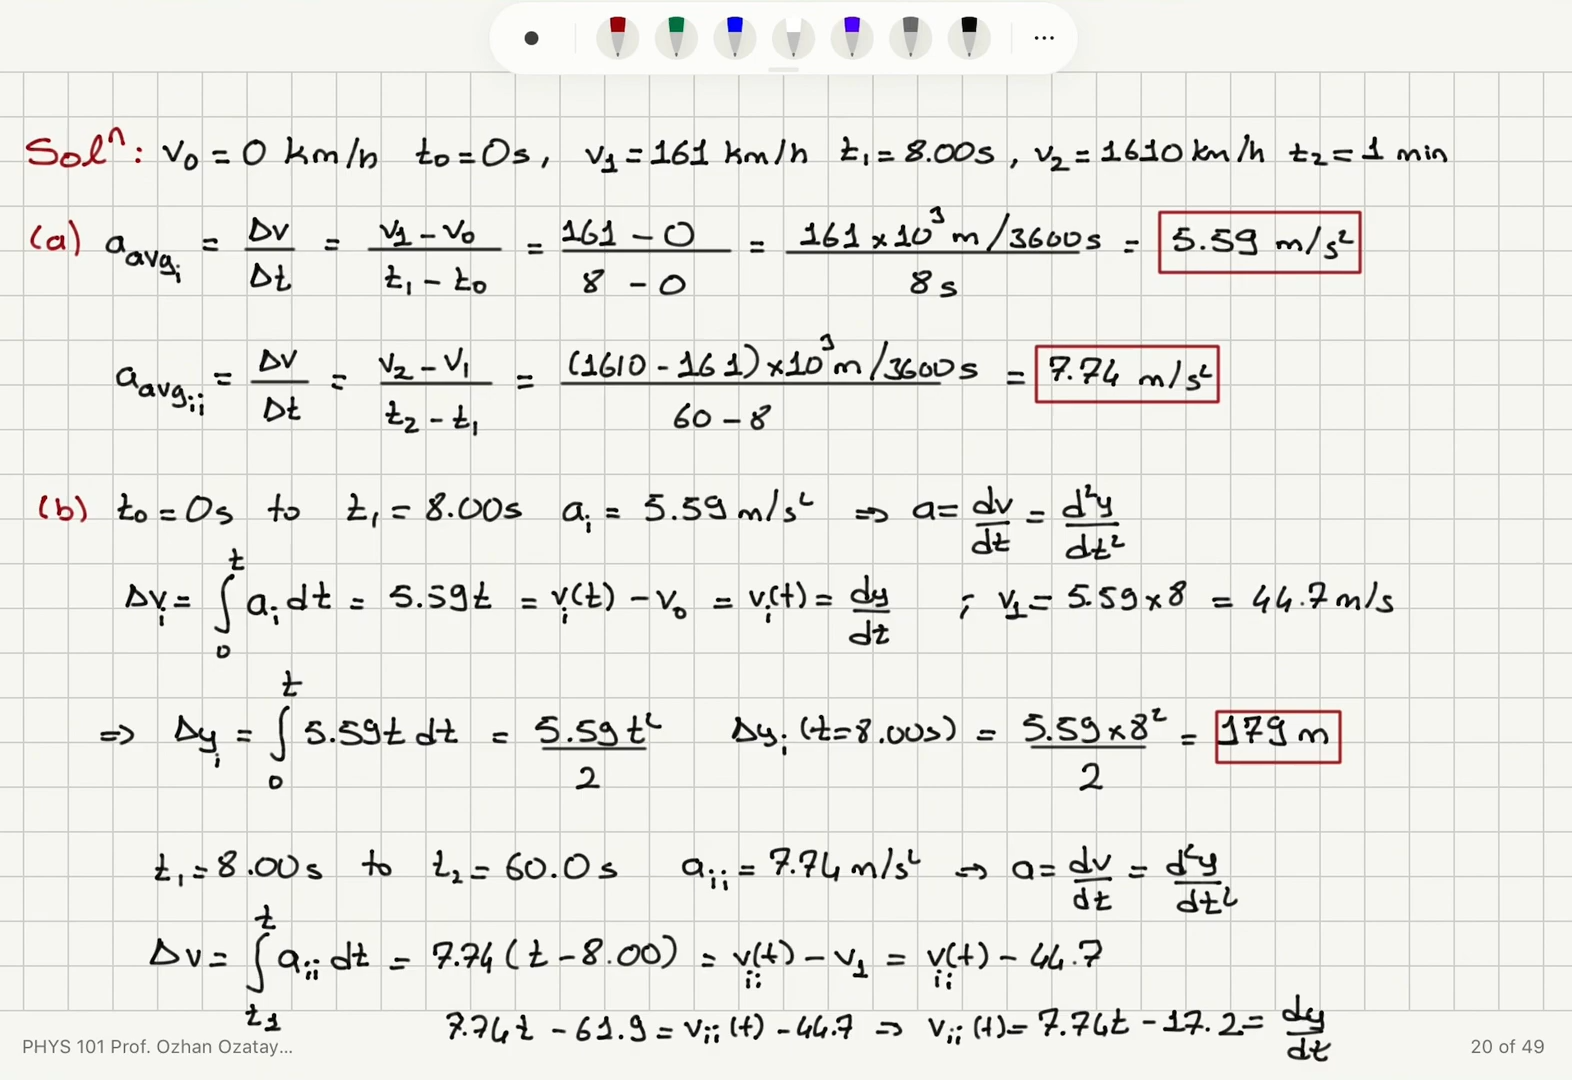 Solⁿ: v₀ = 0 km/h t₀ = 0s, v₁ = 161 km/h t₁ = 8.00s, v₂ = 1610 km/h t₂ = 1 min
(a) a_avg_i = Δv/Δt = (v₁ - v₀)/(t₁ - t₀) = (161 - 0)/(8 - 0) = (161 × 10³ m/3600s)/(8 s) = 5.59 m/s²
a_avg_ii = Δv/Δt = (v₂ - v₁)/(t₂ - t₁) = ((1610 - 161) × 10³ m/3600s)/(60 - 8) = 7.74 m/s²
(b) t₀ = 0s to t₁ = 8.00s a_i = 5.59 m/s² ⇒ a = dv/dt = d²y/dt²
Δv_i = ∫₀^t a_i dt = 5.59t = v_i(t) - v₀ = v_i(t) = dy/dt ; v₁ = 5.59×8 = 44.7 m/s
⇒ Δy_i = ∫₀^t 5.59t dt = 5.59t²/2 Δy_i (t=8.00s) = 5.59×8²/2 = 179 m
t₁ = 8.00s to t₂ = 60.0s a_ii = 7.74 m/s² ⇒ a = dv/dt = d²y/dt²
Δv = ∫_t₁^t a_ii dt = 7.74 (t - 8.00) = v_ii(t) - v₁ = v_ii(t) - 44.7
7.74t - 61.9 = v_ii(t) - 44.7 ⇒ v_ii(t) = 7.74t - 17.2 = dy/dt
PHYS 101 Prof. Ozhan Ozatay... 20 of 49